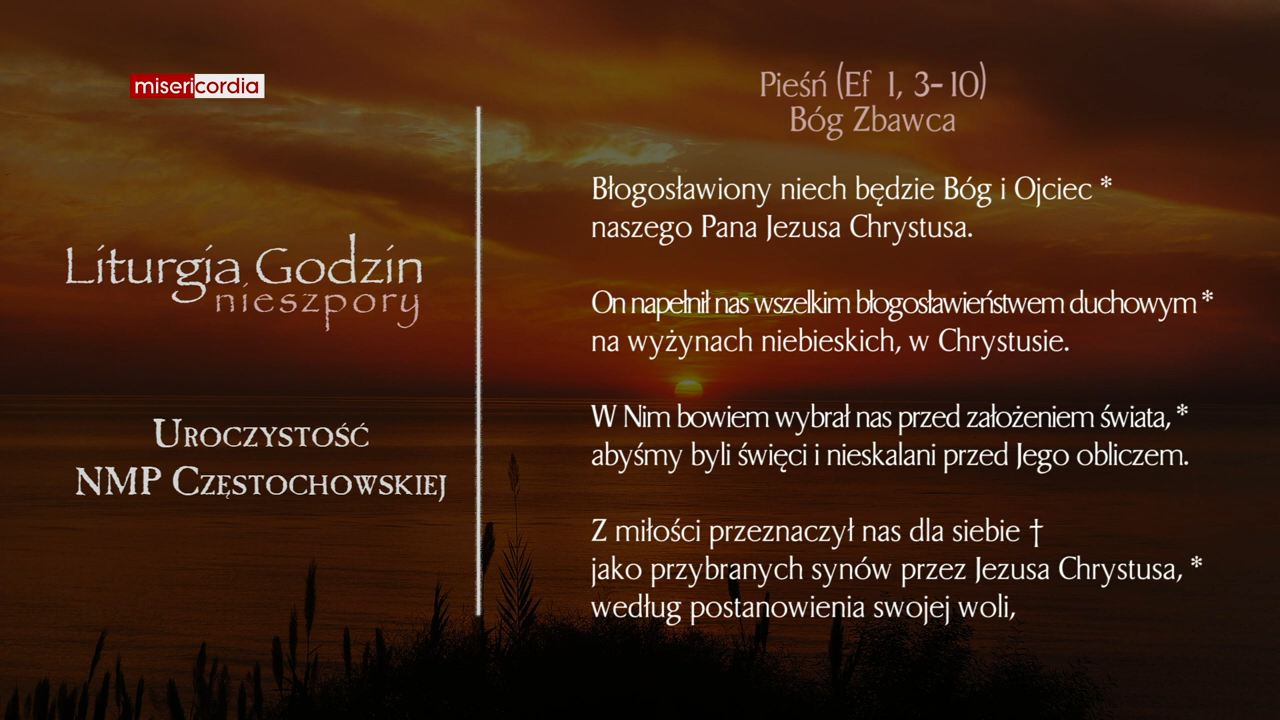 misericordia
Liturgia Godzin
nieszpory
Uroczystość
NMP Częstochowskiej
Pieśń (Ef 1, 3-10)
Bóg Zbawca
Błogosławiony niech będzie Bóg i Ojciec *
naszego Pana Jezusa Chrystusa.
On napełnił nas wszelkim błogosławieństwem duchowym *
na wyżynach niebieskich, w Chrystusie.
W Nim bowiem wybrał nas przed założeniem świata, *
abyśmy byli święci i nieskalani przed Jego obliczem.
Z miłości przeznaczył nas dla siebie †
jako przybranych synów przez Jezusa Chrystusa, *
według postanowienia swojej woli,